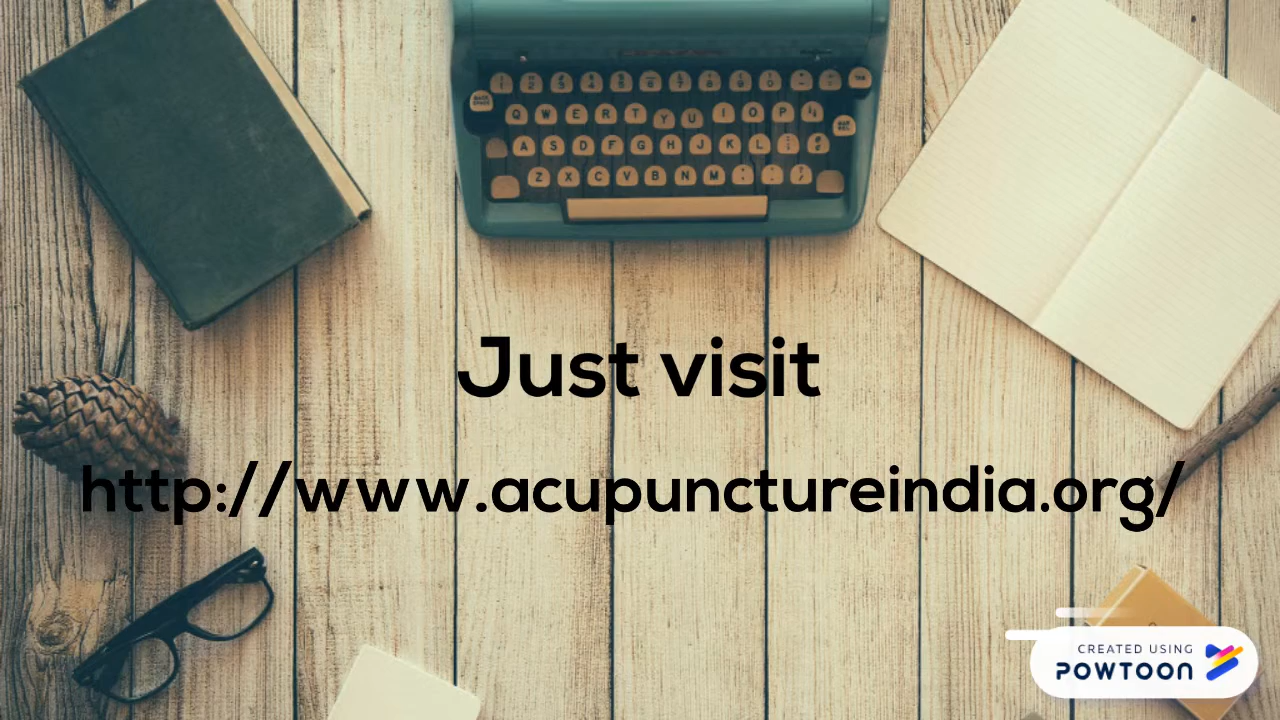 Q W E R T Y U I O P
A S D F G H J K L
Z X C V B N M
Just visit
http://www.acupunctureindia.org/
CREATED USING
POWTOON